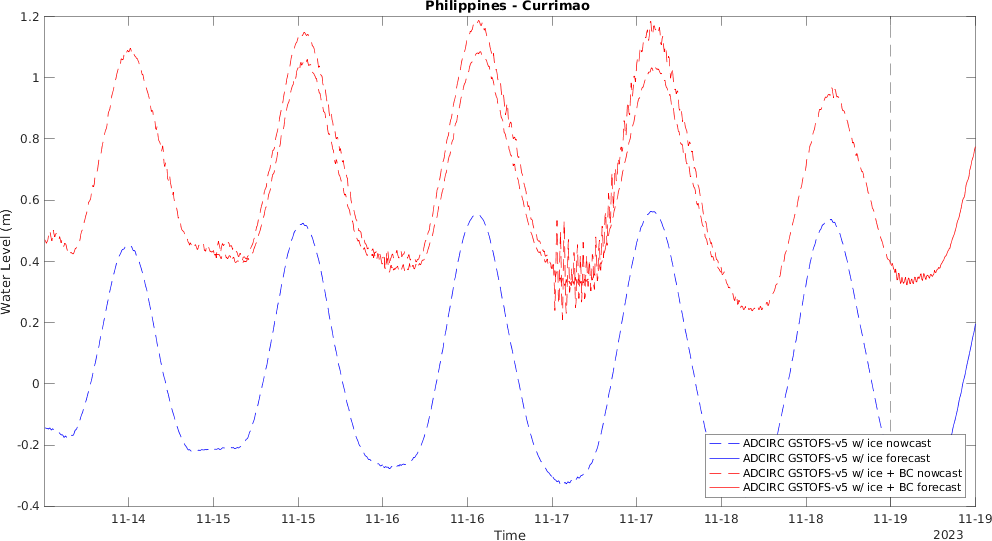 Philippines - Currimao
1.2
1
0.8
0.6
0.4
0.2
0
-0.2
-0.4
Water Level (m)
ADCIRC GSTOFS-v5 w/ ice nowcast
ADCIRC GSTOFS-v5 w/ ice forecast
ADCIRC GSTOFS-v5 w/ ice + BC nowcast
ADCIRC GSTOFS-v5 w/ ice + BC forecast
11-14 11-15 11-15 11-16 11-16 11-17 11-17 11-18 11-18 11-19 11-19
Time
2023